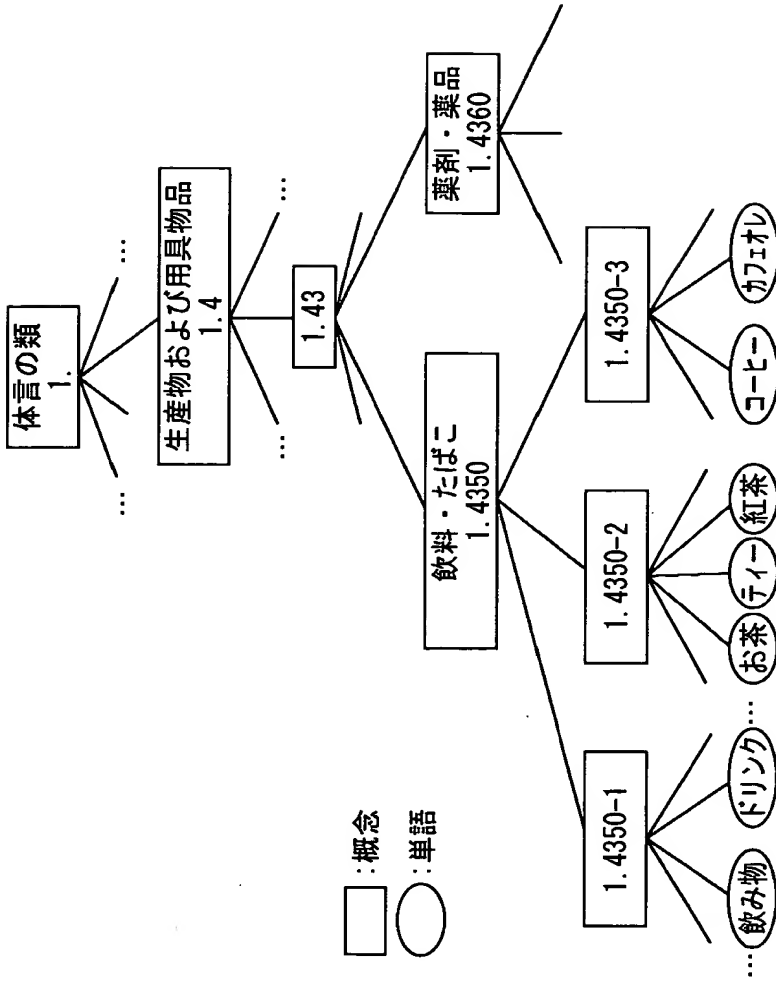 体言の類
1.
…
…
生産物および用具物品
1.4
…
…
1.43
飲料・たばこ
1.4350
薬剤・薬品
1.4360
:概念
:単語
1.4350-1
1.4350-2
1.4350-3
…
飲み物
ドリンク
…
お茶
ティー
紅茶
コーヒー
カフェオレ